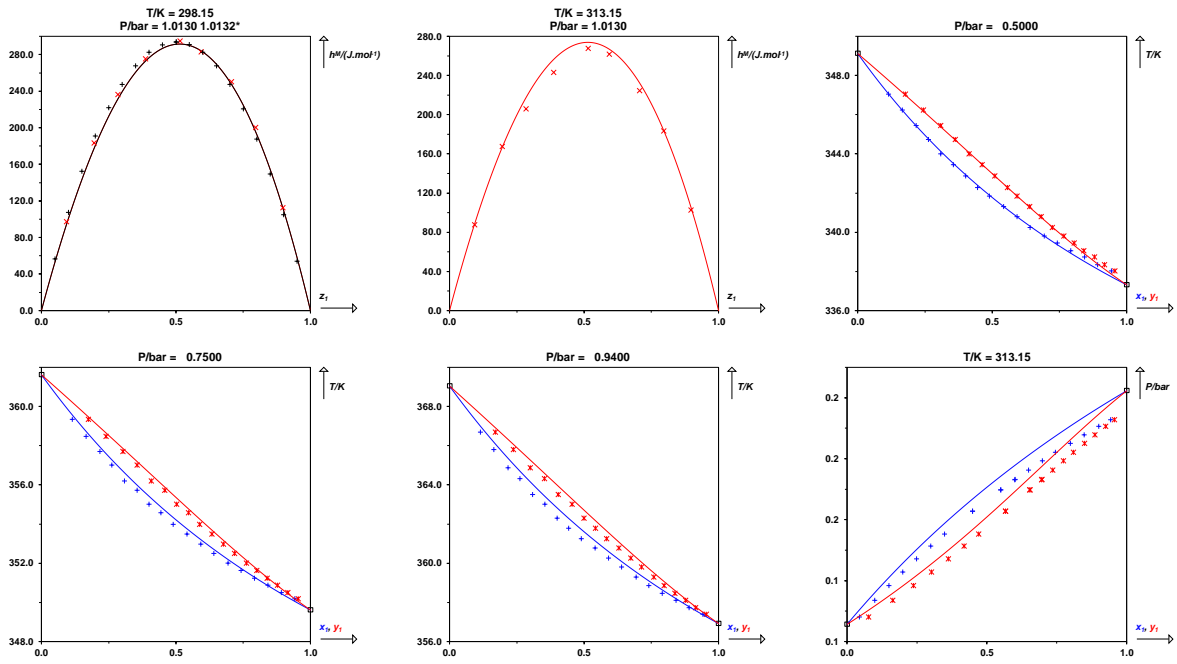 T/K = 298.15
P/bar = 1.0130 1.0132*
280.0
240.0
200.0
160.0
120.0
80.0
40.0
0.0
0.0
0.5
1.0
hᴹ/(J.mol⁻¹)
z₁
T/K = 313.15
P/bar = 1.0130
280.0
240.0
200.0
160.0
120.0
80.0
40.0
0.0
0.0
0.5
1.0
hᴹ/(J.mol⁻¹)
z₁
P/bar = 0.5000
348.0
344.0
340.0
336.0
0.0
0.5
1.0
T/K
x₁, y₁
P/bar = 0.7500
360.0
356.0
352.0
348.0
0.0
0.5
1.0
T/K
x₁, y₁
P/bar = 0.9400
368.0
364.0
360.0
356.0
0.0
0.5
1.0
T/K
x₁, y₁
T/K = 313.15
0.2
0.2
0.2
0.1
0.1
0.0
0.5
1.0
P/bar
x₁, y₁